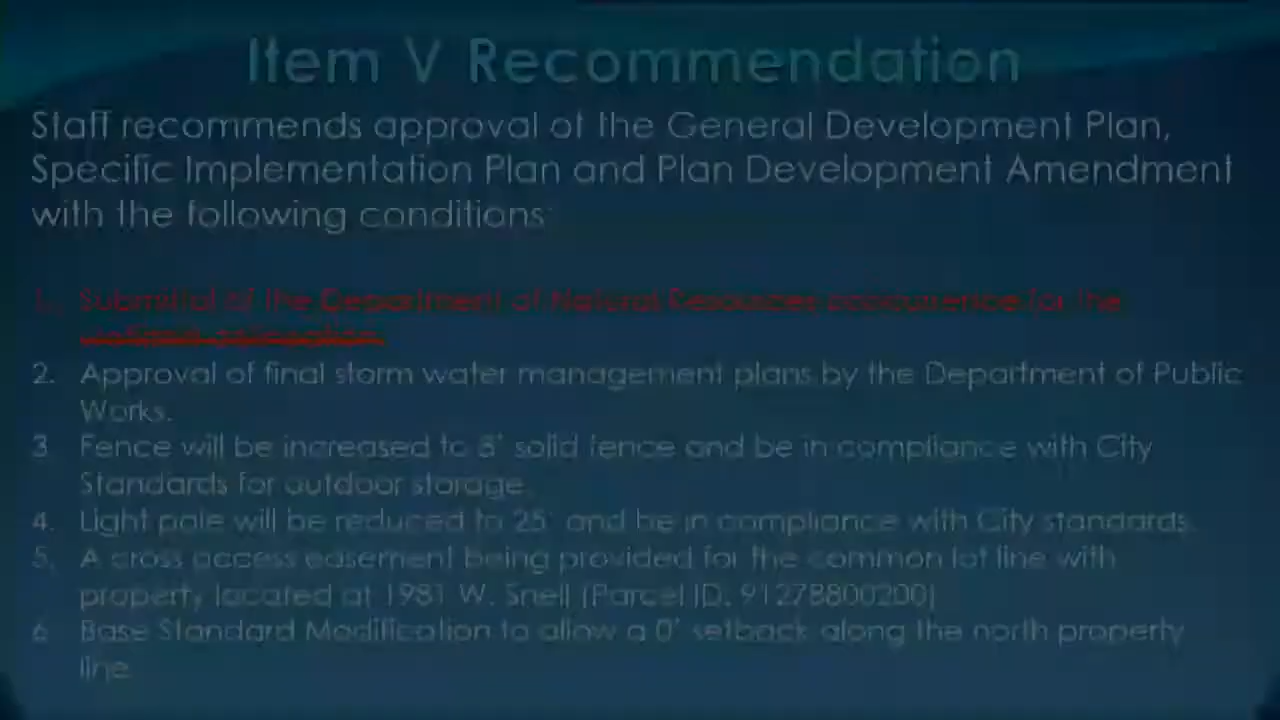 Item V Recommendation
Staff recommends approval of the General Development Plan,
Specific Implementation Plan and Plan Development Amendment
with the following conditions:
1. Submittal of the Department of Natural Resources concurrence for the
wetland delineation.
2. Approval of final storm water management plans by the Department of Public
Works.
3. Fence will be increased to 8' solid fence and be in compliance with City
Standards for outdoor storage.
4. Light pole will be reduced to 25' and be in compliance with City standards.
5. A cross access easement being provided for the common lot line with
property located at 1981 W. Snell (Parcel ID. 91278800200)
6. Base Standard Modification to allow a 0' setback along the north property
line.